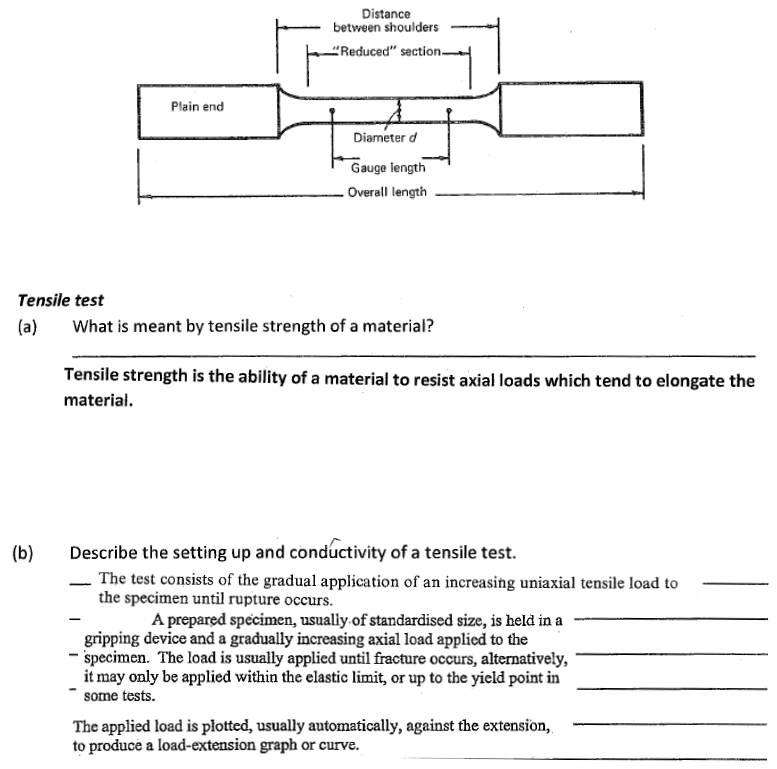 Distance
between shoulders
"Reduced" section
Plain end
Diameter d
Gauge length
Overall length
Tensile test
(a) What is meant by tensile strength of a material?
Tensile strength is the ability of a material to resist axial loads which tend to elongate the
material.
(b) Describe the setting up and conductivity of a tensile test.
The test consists of the gradual application of an increasing uniaxial tensile load to
the specimen until rupture occurs.
A prepared specimen, usually of standardised size, is held in a
gripping device and a gradually increasing axial load applied to the
specimen. The load is usually applied until fracture occurs, alternatively,
it may only be applied within the elastic limit, or up to the yield point in
some tests.
The applied load is plotted, usually automatically, against the extension,
to produce a load-extension graph or curve.